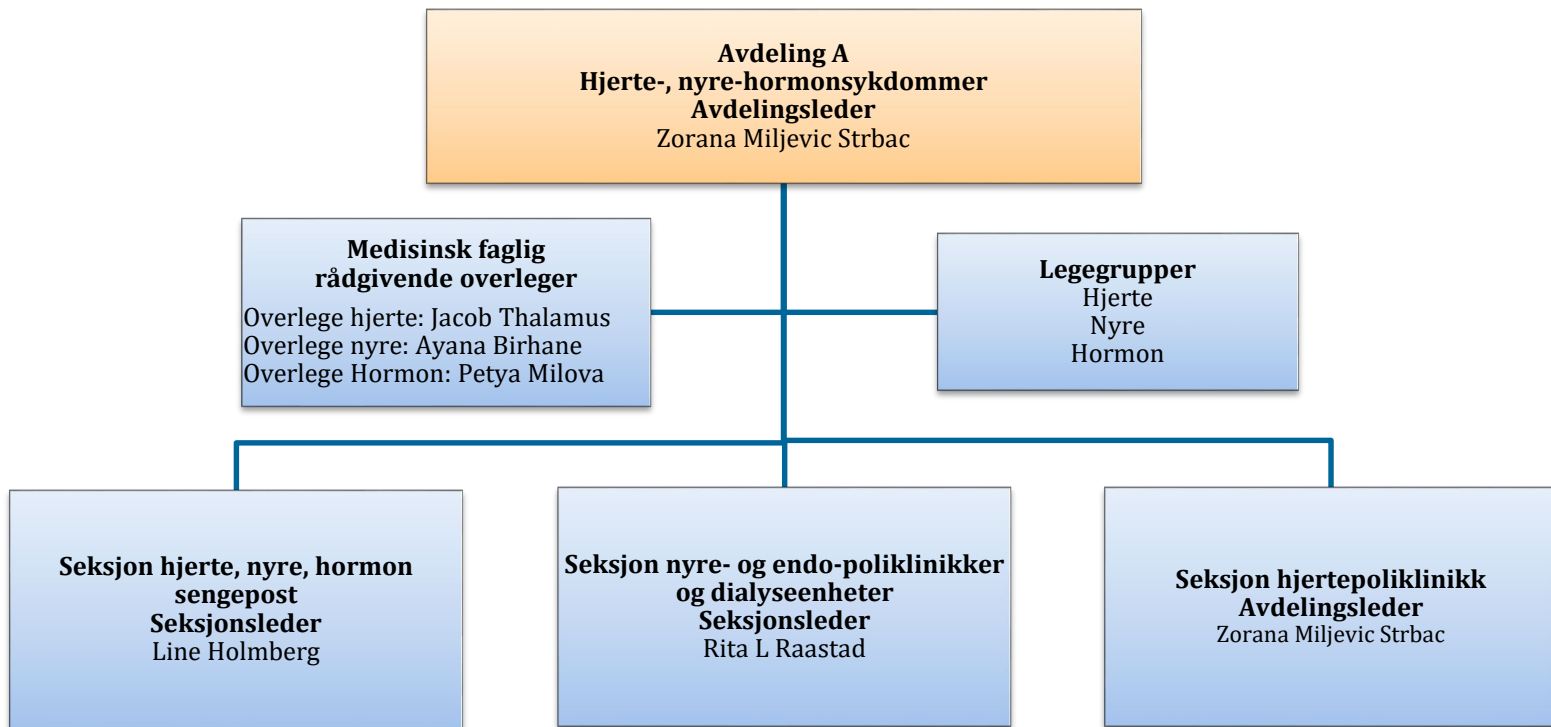 Avdeling A
Hjerte-, nyre-hormonsykdommer
Avdelingsleder
Zorana Miljevic Strbac
Medisinsk faglig
rådgivende overleger
Overlege hjerte: Jacob Thalamus
Overlege nyre: Ayana Birhane
Overlege Hormon: Petya Milova
Legegrupper
Hjerte
Nyre
Hormon
Seksjon hjerte, nyre, hormon
sengepost
Seksjonsleder
Line Holmberg
Seksjon nyre- og endo-poliklinikker
og dialyseenheter
Seksjonsleder
Rita L Raastad
Seksjon hjertepoliklinikk
Avdelingsleder
Zorana Miljevic Strbac